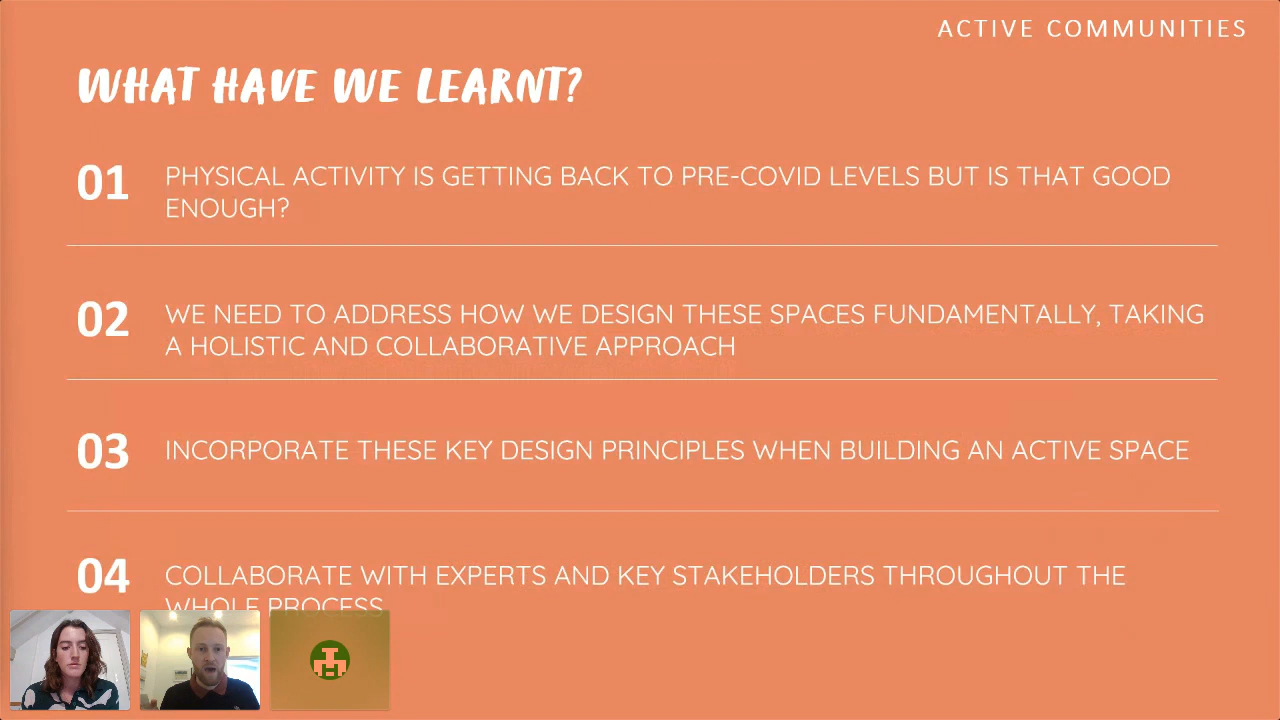 ACTIVE COMMUNITIES
WHAT HAVE WE LEARNT?
01 PHYSICAL ACTIVITY IS GETTING BACK TO PRE-COVID LEVELS BUT IS THAT GOOD
ENOUGH?
02 WE NEED TO ADDRESS HOW WE DESIGN THESE SPACES FUNDAMENTALLY, TAKING
A HOLISTIC AND COLLABORATIVE APPROACH
03 INCORPORATE THESE KEY DESIGN PRINCIPLES WHEN BUILDING AN ACTIVE SPACE
04 COLLABORATE WITH EXPERTS AND KEY STAKEHOLDERS THROUGHOUT THE
WHOLE PROCESS